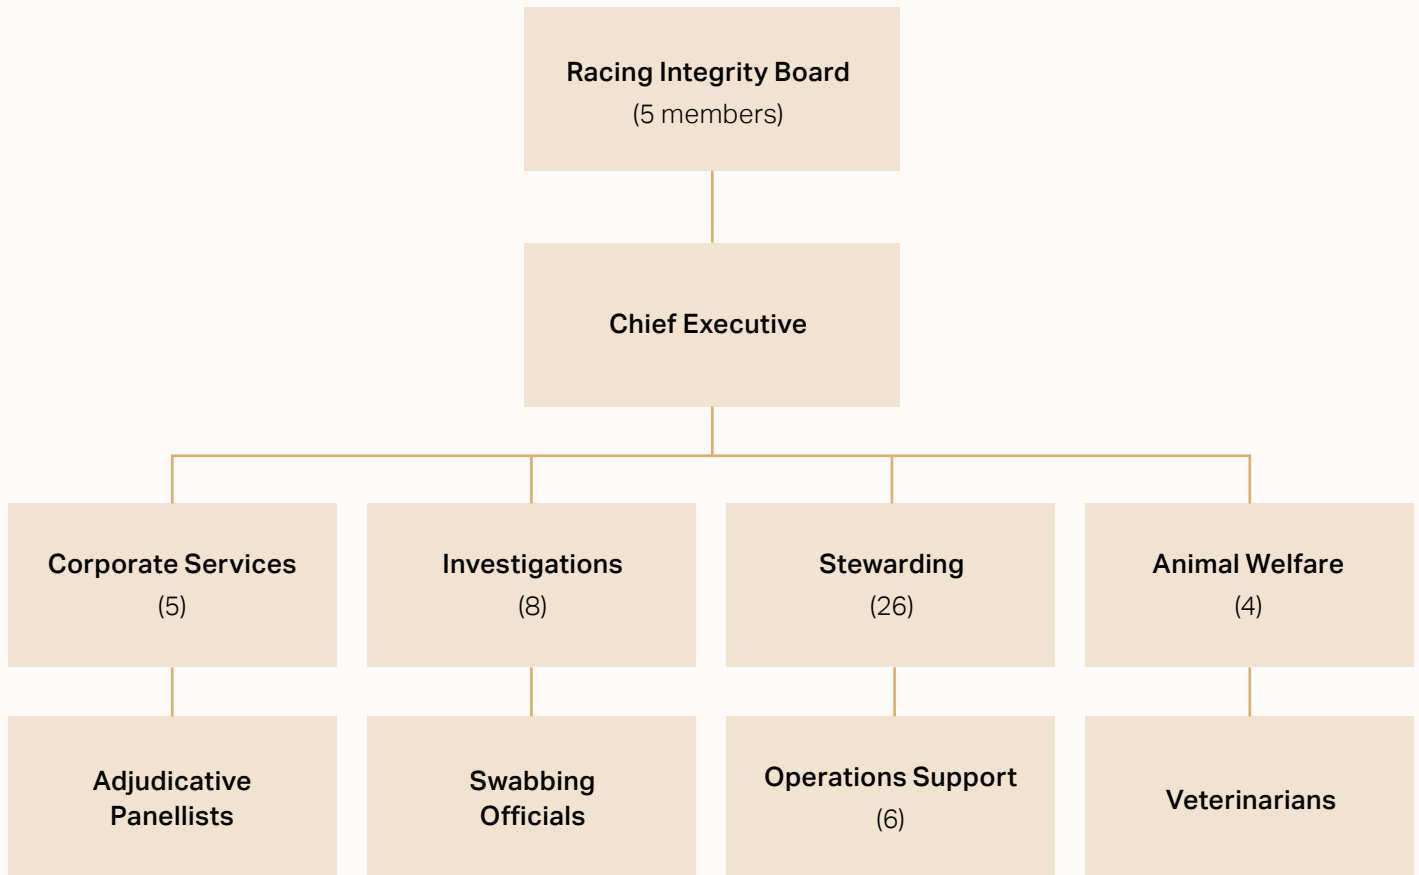 Racing Integrity Board
(5 members)
Chief Executive
Corporate Services
(5)
Investigations
(8)
Stewarding
(26)
Animal Welfare
(4)
Adjudicative
Panellists
Swabbing
Officials
Operations Support
(6)
Veterinarians